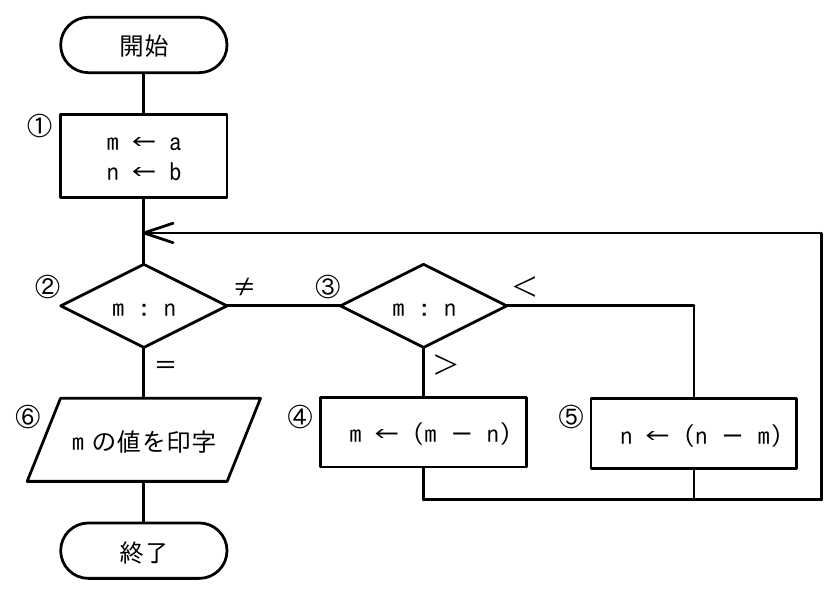 開始
①
m ← a
n ← b
②
m : n
≠
=
③
m : n
<
>
④
m ← (m － n)
⑤
n ← (n － m)
⑥
m の値を印字
終了